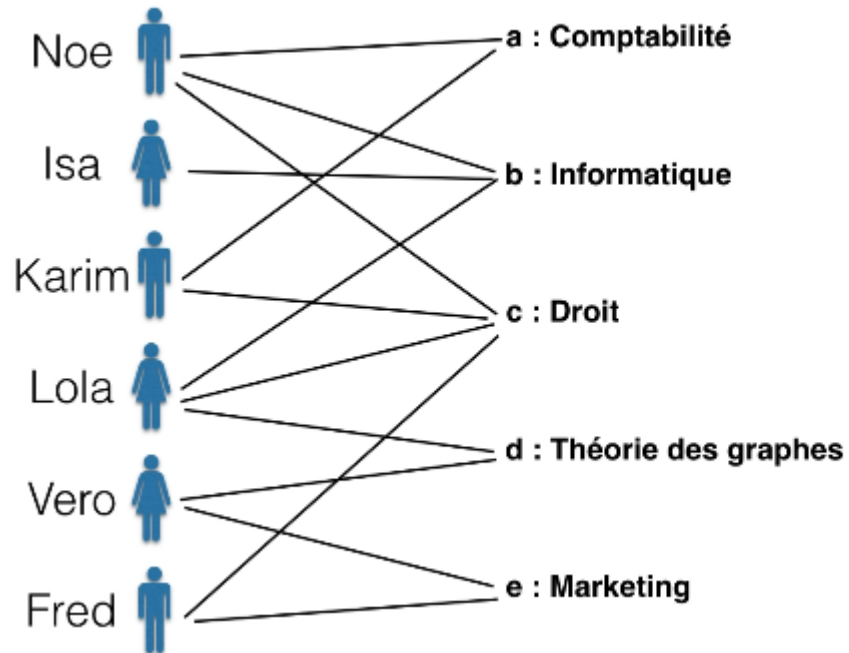 Noe
a : Comptabilité
Isa
b : Informatique
Karim
c : Droit
Lola
d : Théorie des graphes
Vero
e : Marketing
Fred